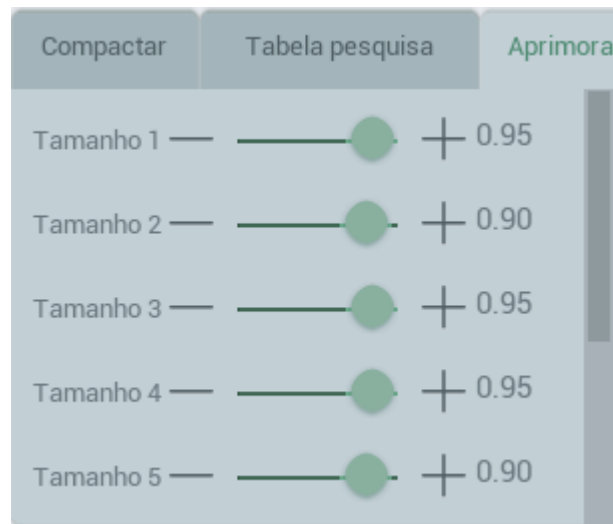 Compactar Tabela pesquisa Aprimora
Tamanho 1 0.95
Tamanho 2 0.90
Tamanho 3 0.95
Tamanho 4 0.95
Tamanho 5 0.90